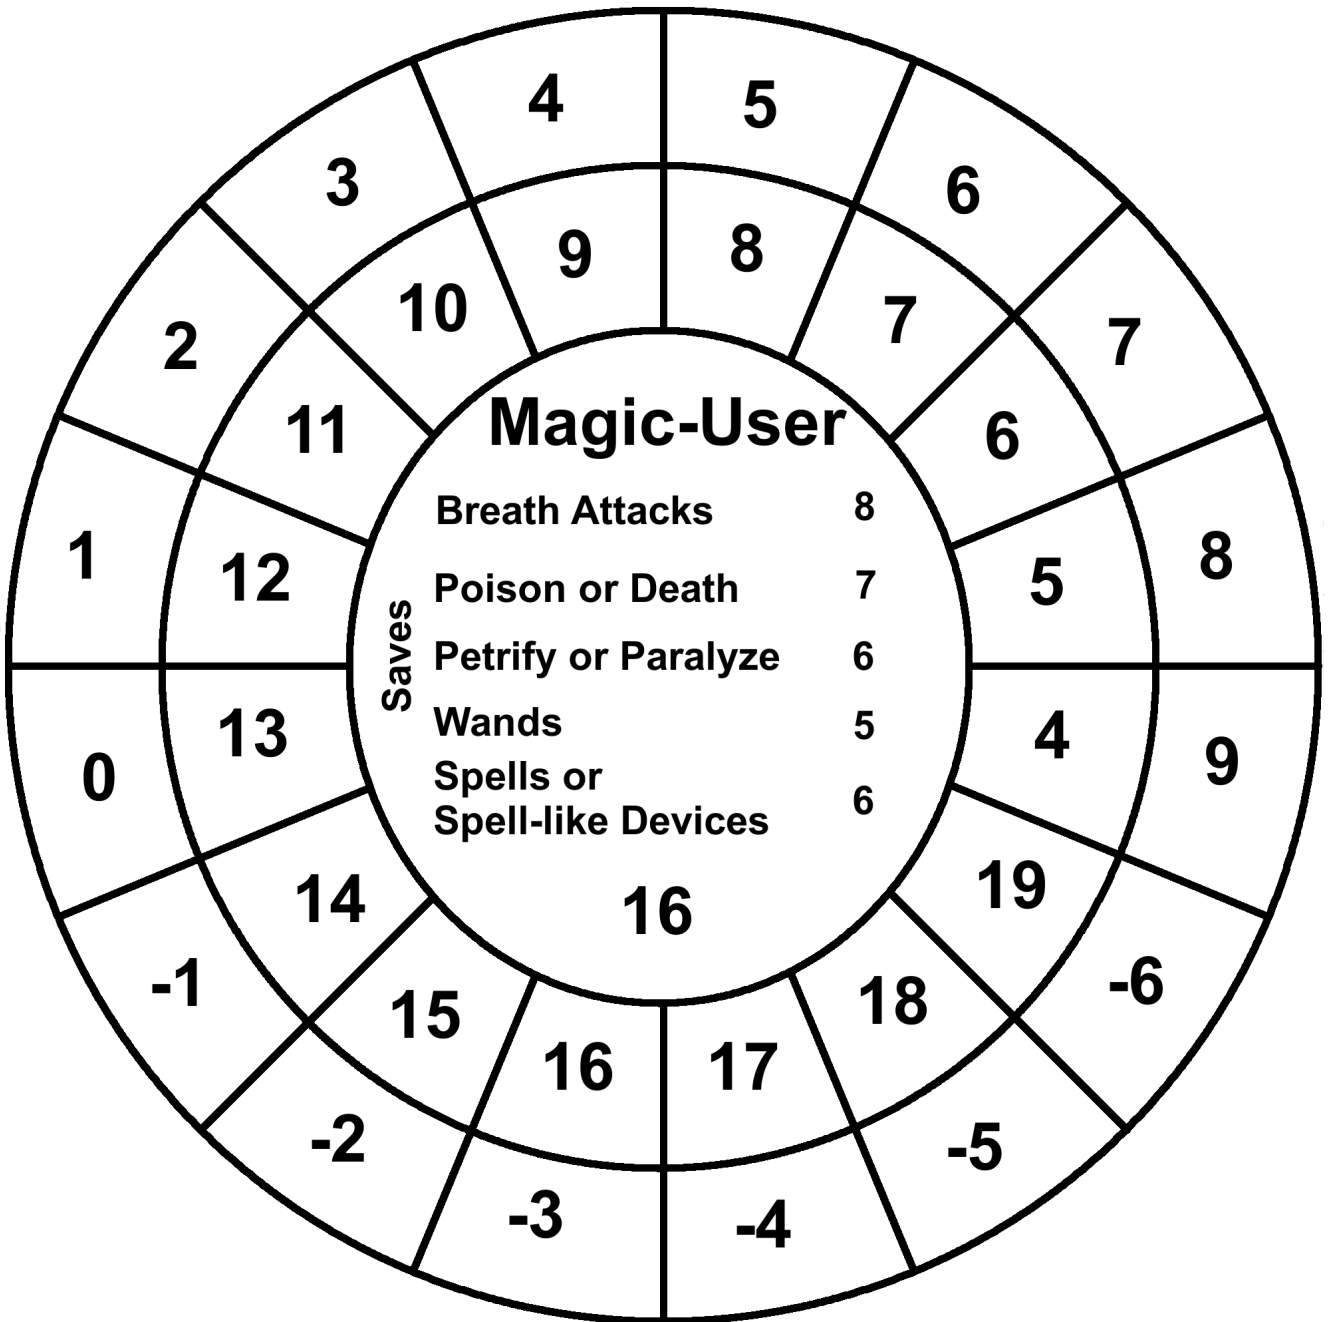 4 5
3 6
9 8
10 7
2 7
11 6
Magic-User
Breath Attacks 8
1 12 5 8
Saves
Poison or Death 7
Petrify or Paralyze 6
Wands 5
0 13 4 9
Spells or
Spell-like Devices 6
14 19
16
-1 -6
15 18
16 17
-2 -5
-3 -4